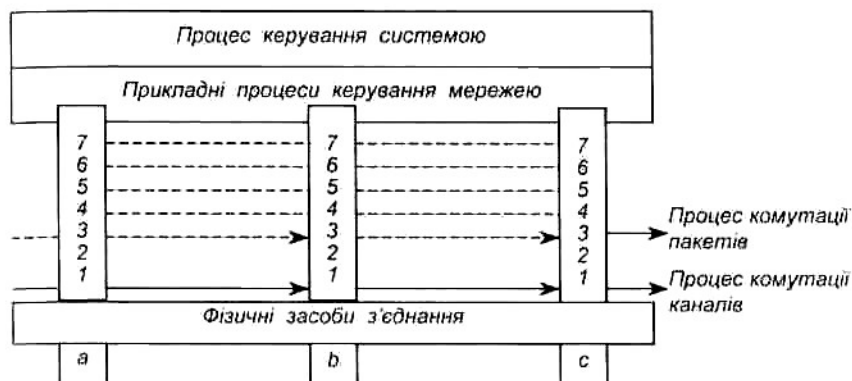 Процес керування системою
Прикладні процеси керування мережею
7 7 7
6 6 6
5 5 5
4 4 4
3 3 3
2 2 2
1 1 1
Процес комутації
пакетів
Процес комутації
каналів
Фізичні засоби з'єднання
a b c